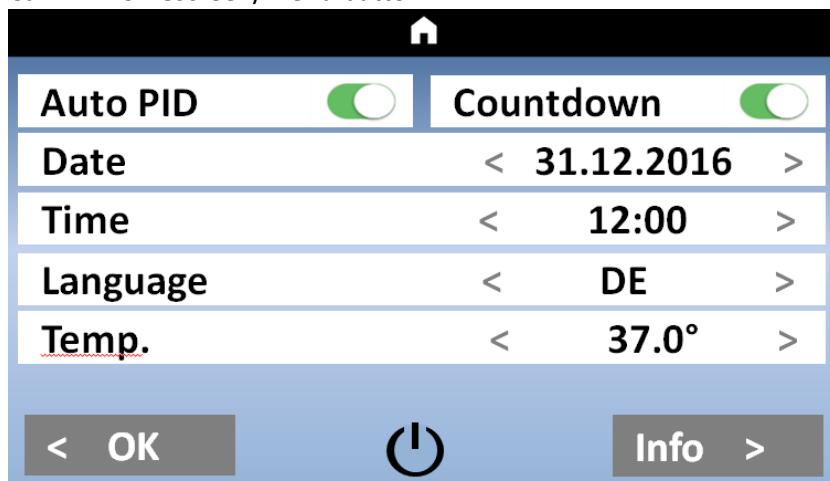 Auto PID Countdown
Date < 31.12.2016 >
Time < 12:00 >
Language < DE >
Temp. < 37.0° >
< OK Info >